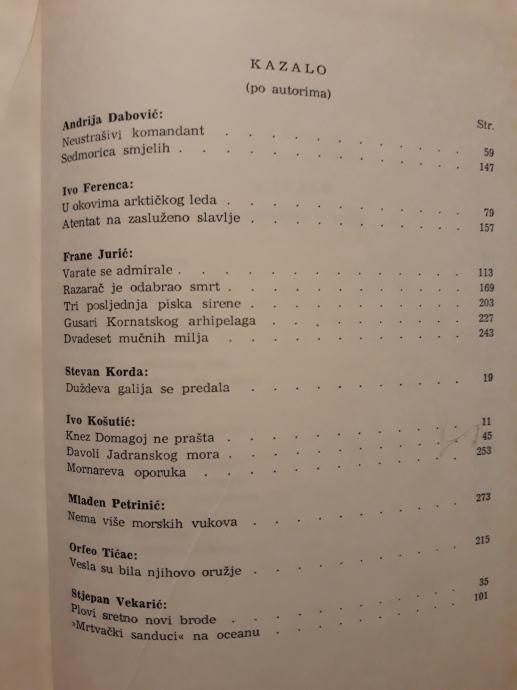 KAZALO
(po autorima)
Str.
Andrija Dabović:
Neustrašivi komandant . . . . . . . . . . 59
Sedmorica smjelih . . . . . . . . . . . 147
Ivo Ferenca:
U okovima arktičkog leda . . . . . . . . . 79
Atentat na zasluženo slavlje . . . . . . . . 157
Frane Jurić:
Varate se admirale . . . . . . . . . . . 113
Razarač je odabrao smrt . . . . . . . . . 169
Tri posljednja piska sirene . . . . . . . . 203
Gusari Kornatskog arhipelaga . . . . . . . 227
Dvadeset mučnih milja . . . . . . . . . 243
Stevan Korda:
Duždeva galija se predala . . . . . . . . 19
Ivo Košutić:
Knez Domagoj ne prašta . . . . . . . . . 11
Đavoli Jadranskog mora . . . . . . . . . 45
Mornareva oporuka . . . . . . . . . . 253
Mladen Petrinić:
Nema više morskih vukova . . . . . . . . 273
Orfeo Tićac:
Vesla su bila njihovo oružje . . . . . . . . 215
Stjepan Vekarić:
Plovi sretno novi brode . . . . . . . . . 35
»Mrtvački sanduci« na oceanu . . . . . . . 101